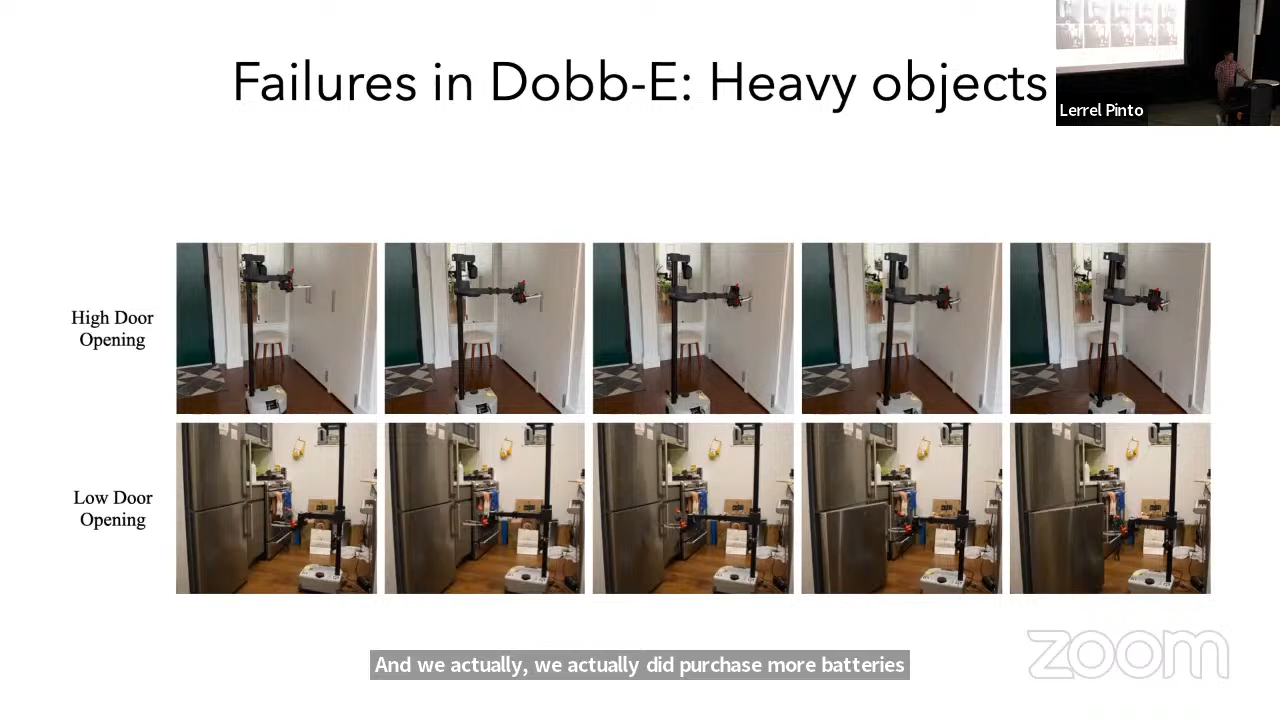 Failures in Dobb-E: Heavy objects
Lerrel Pinto
High Door
Opening
Low Door
Opening
And we actually, we actually did purchase more batteries
zoom